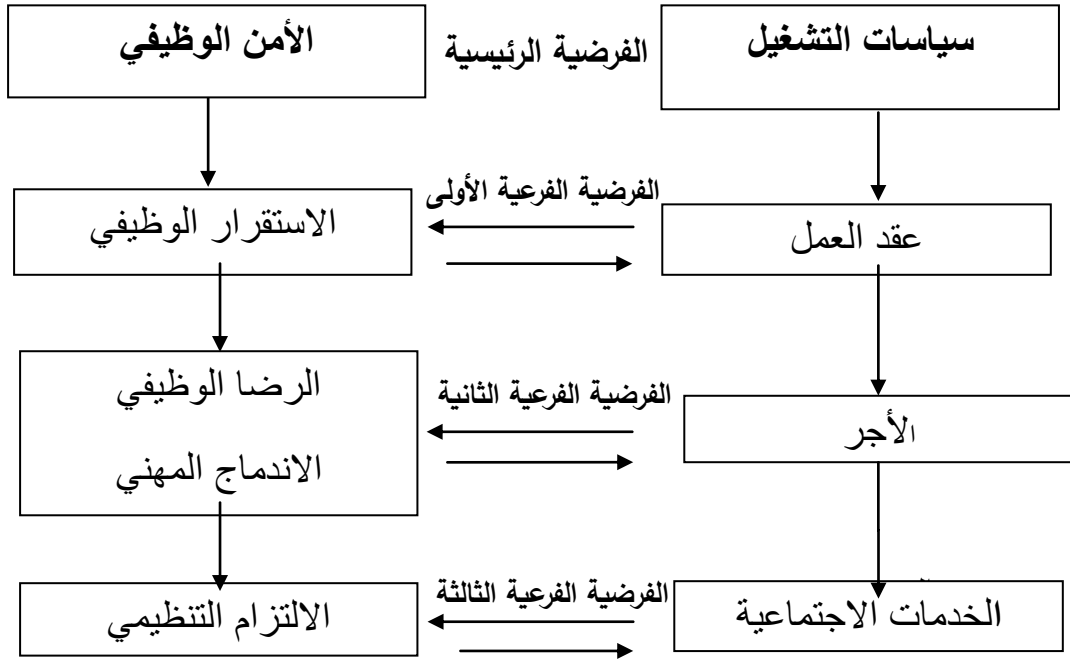 سياسات التشغيل
الفرضية الرئيسية
الأمن الوظيفي
الفرضية الفرعية الأولى
عقد العمل
الاستقرار الوظيفي
الفرضية الفرعية الثانية
الأجر
الرضا الوظيفي
الاندماج المهني
الفرضية الفرعية الثالثة
الخدمات الاجتماعية
الالتزام التنظيمي